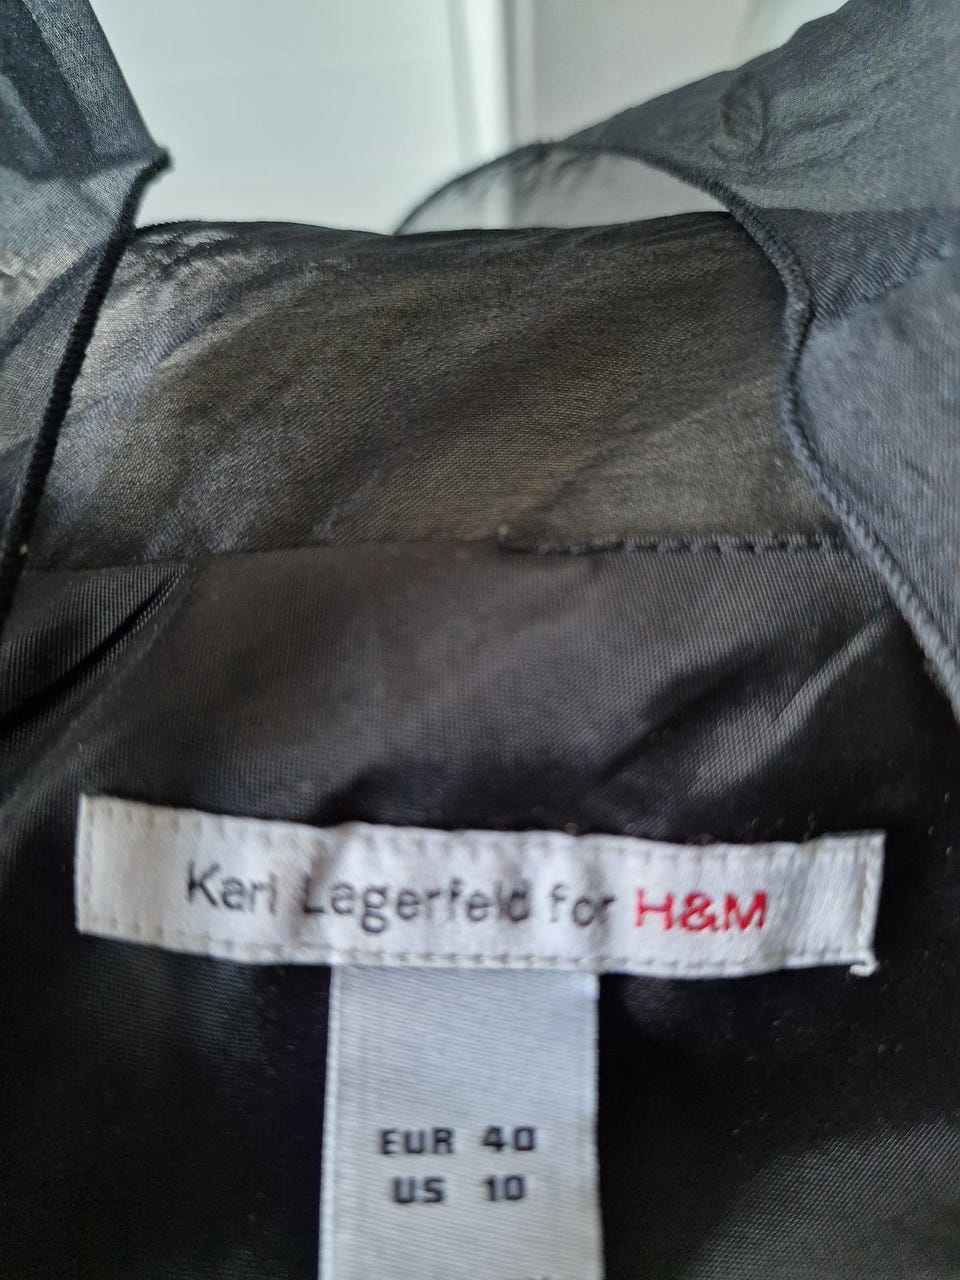 Karl Lagerfeld for H&M
EUR 40
US 10